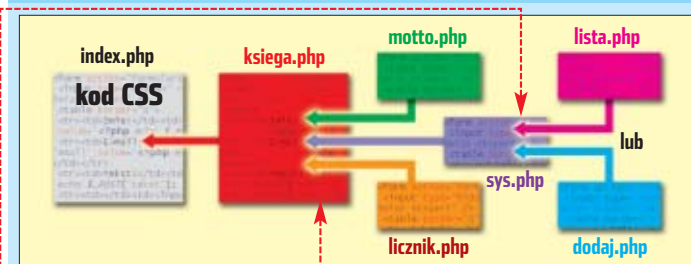 motto.php lista.php
index.php ksiega.php
kod CSS
lub
sys.php
licznik.php dodaj.php